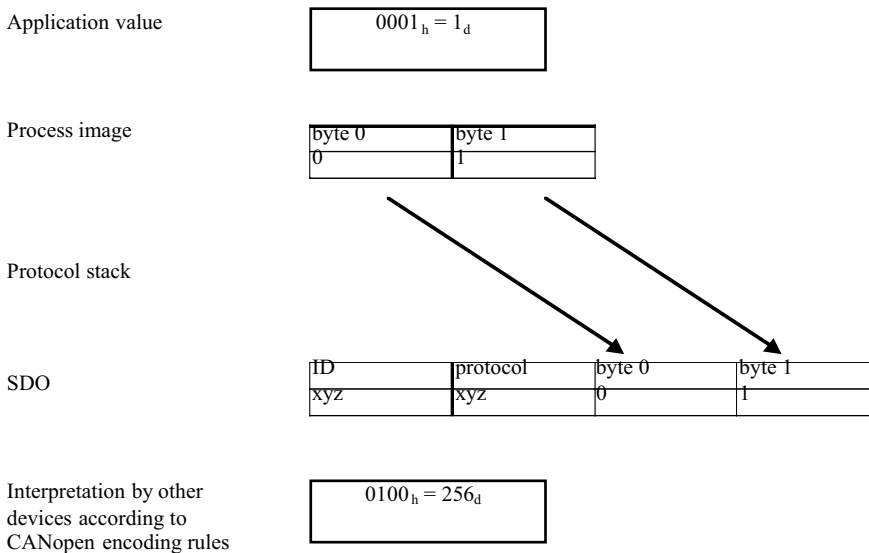 Application value
0001h = 1d
Process image
byte 0 byte 1
0 1
Protocol stack
SDO
ID protocol byte 0 byte 1
xyz xyz 0 1
Interpretation by other
devices according to
CANopen encoding rules
0100h = 256d